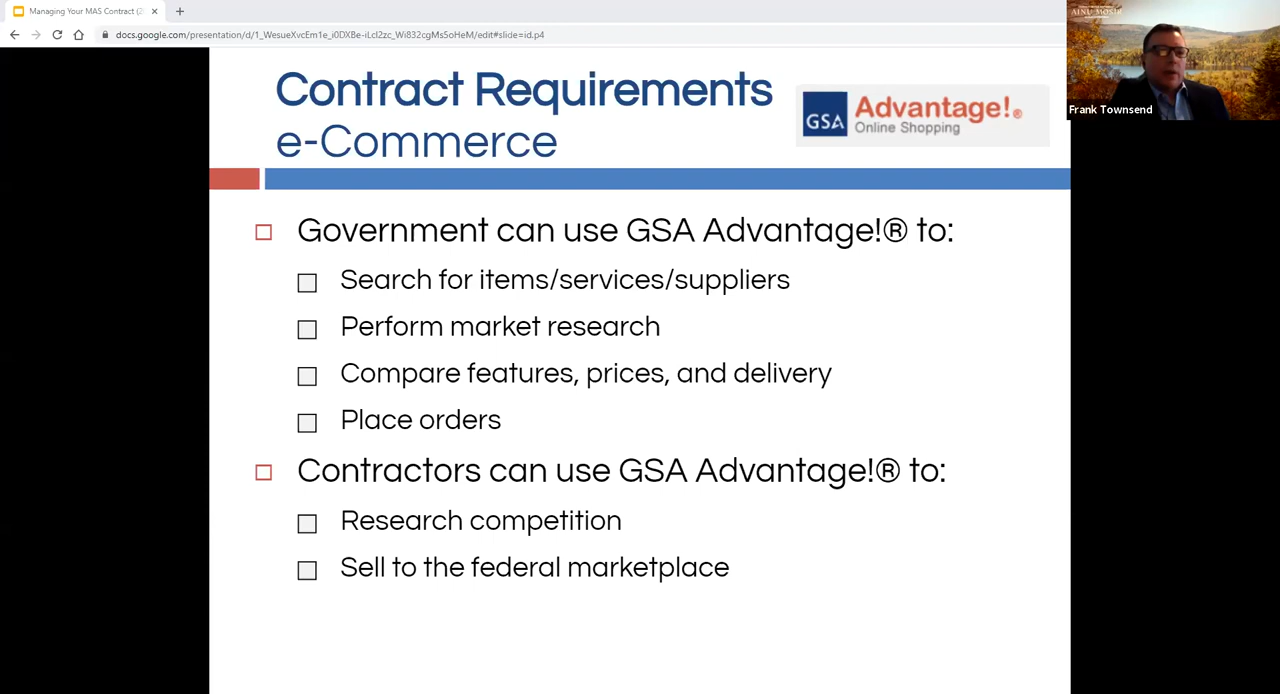 Managing Your MAS Contract (2
docs.google.com/presentation/d/1_WesueXvcEm1e_i0DXBe-iLcl2zc_Wi832cgMs5oHeM/edit#slide=id.p4
Frank Townsend
Contract Requirements
e-Commerce
GSA
Advantage!®
Online Shopping
Government can use GSA Advantage!® to:
Search for items/services/suppliers
Perform market research
Compare features, prices, and delivery
Place orders
Contractors can use GSA Advantage!® to:
Research competition
Sell to the federal marketplace